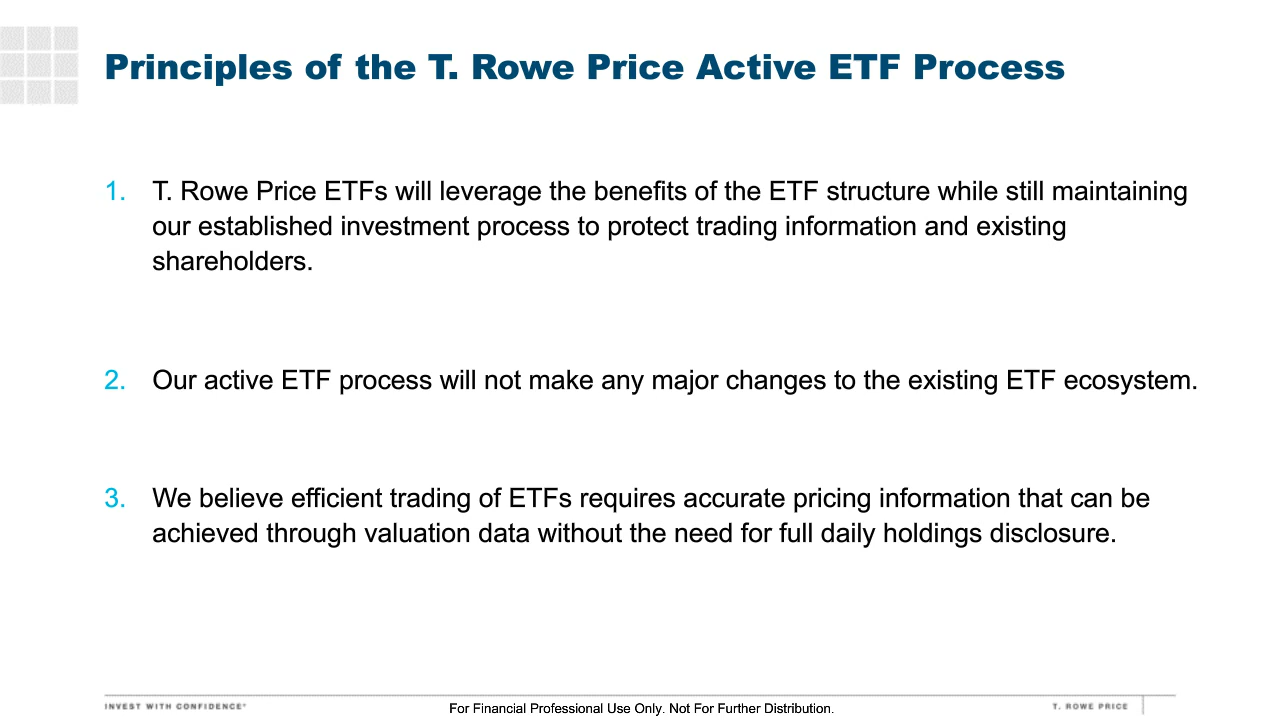 Principles of the T. Rowe Price Active ETF Process
1. T. Rowe Price ETFs will leverage the benefits of the ETF structure while still maintaining
our established investment process to protect trading information and existing
shareholders.
2. Our active ETF process will not make any major changes to the existing ETF ecosystem.
3. We believe efficient trading of ETFs requires accurate pricing information that can be
achieved through valuation data without the need for full daily holdings disclosure.
INVEST WITH CONFIDENCE®
For Financial Professional Use Only. Not For Further Distribution.
T. ROWE PRICE